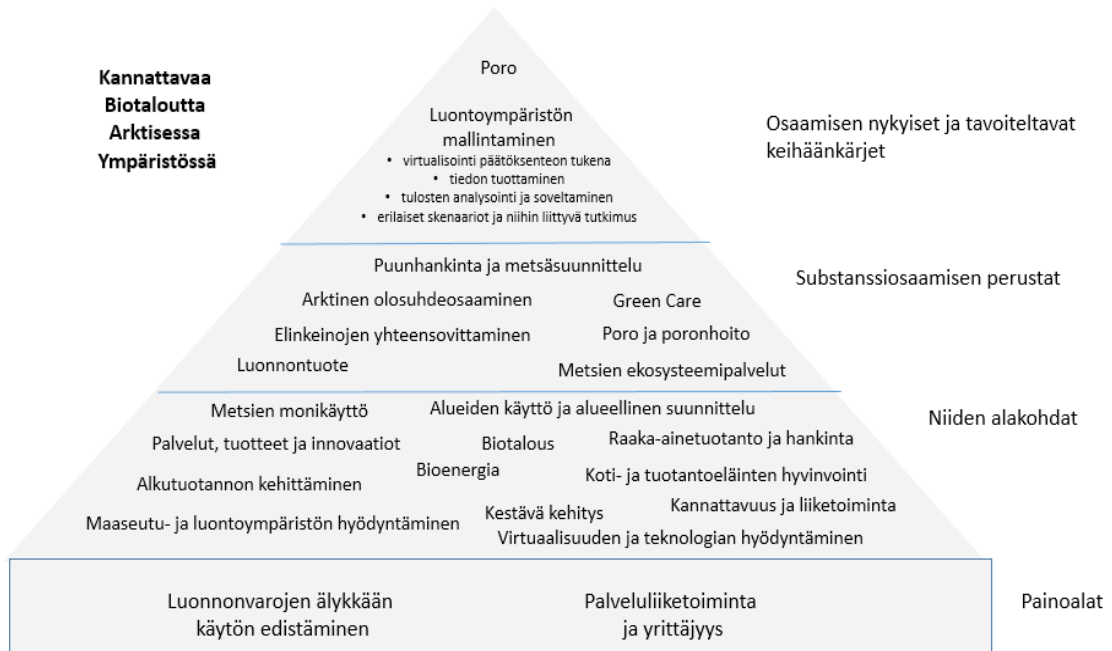 Kannattavaa
Biotaloutta
Arktisessa
Ympäristössä
Poro
Luontoympäristön
mallintaminen
• virtualisointi päätöksenteon tukena
• tiedon tuottaminen
• tulosten analysointi ja soveltaminen
• erilaiset skenaariot ja niihin liittyvä tutkimus
Osaamisen nykyiset ja tavoiteltavat
keihäänkärjet
Puunhankinta ja metsäsuunnittelu
Arktinen olosuhdeosaaminen
Green Care
Elinkeinojen yhteensovittaminen
Poro ja poronhoito
Luonnontuote
Metsien ekosysteemipalvelut
Substanssiosaamisen perustat
Metsien monikäyttö
Alueiden käyttö ja alueellinen suunnittelu
Palvelut, tuotteet ja innovaatiot
Biotalous
Raaka-ainetuotanto ja hankinta
Bioenergia
Koti- ja tuotantoeläinten hyvinvointi
Alkutuotannon kehittäminen
Kannattavuus ja liiketoiminta
Maaseutu- ja luontoympäristön hyödyntäminen
Kestävä kehitys
Virtuaalisuuden ja teknologian hyödyntäminen
Niiden alakohdat
Luonnonvarojen älykkään
käytön edistäminen
Palveluliiketoiminta
ja yrittäjyys
Painoalat